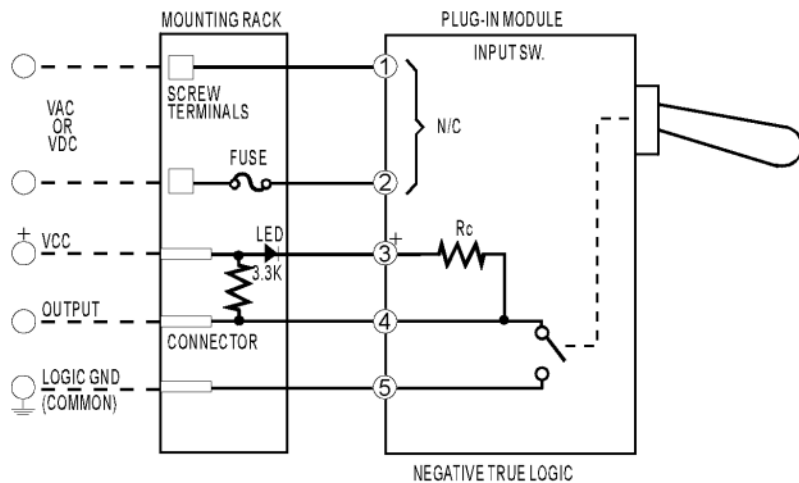 MOUNTING RACK
PLUG-IN MODULE
INPUT SW.
1
SCREW
TERMINALS
VAC
OR
VDC
N/C
FUSE
2
+
VCC
LED
3
+
Rc
3.3K
OUTPUT
4
CONNECTOR
LOGIC GND
(COMMON)
5
NEGATIVE TRUE LOGIC